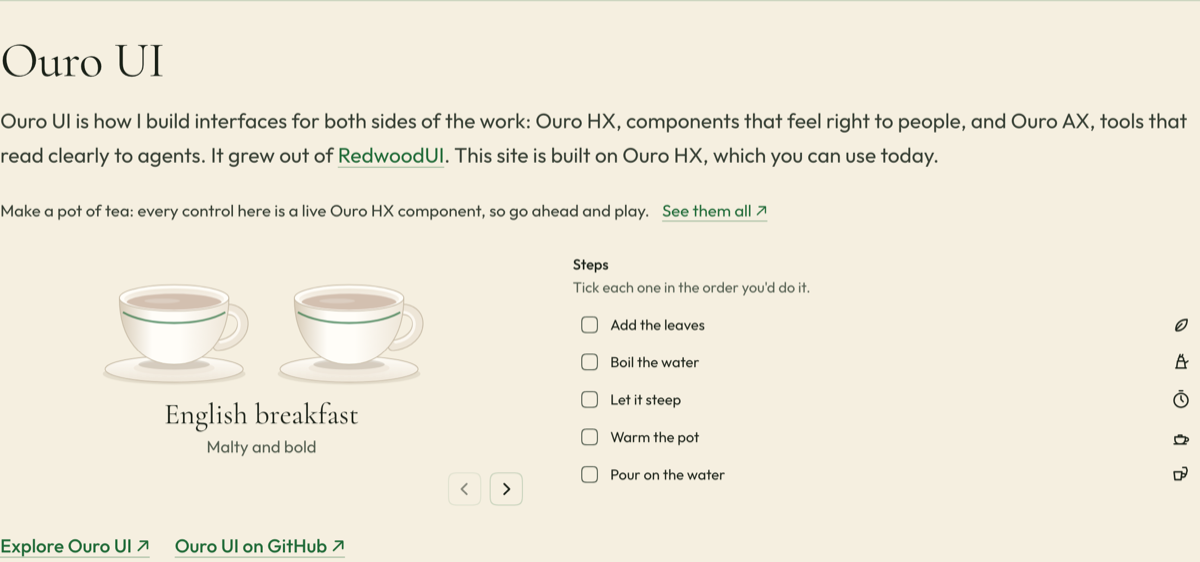 Ouro UI
Ouro UI is how I build interfaces for both sides of the work: Ouro HX, components that feel right to people, and Ouro AX, tools that
read clearly to agents. It grew out of RedwoodUI. This site is built on Ouro HX, which you can use today.
Make a pot of tea: every control here is a live Ouro HX component, so go ahead and play. See them all ↗
English breakfast
Malty and bold
Steps
Tick each one in the order you'd do it.
Add the leaves
Boil the water
Let it steep
Warm the pot
Pour on the water
Explore Ouro UI ↗ Ouro UI on GitHub ↗